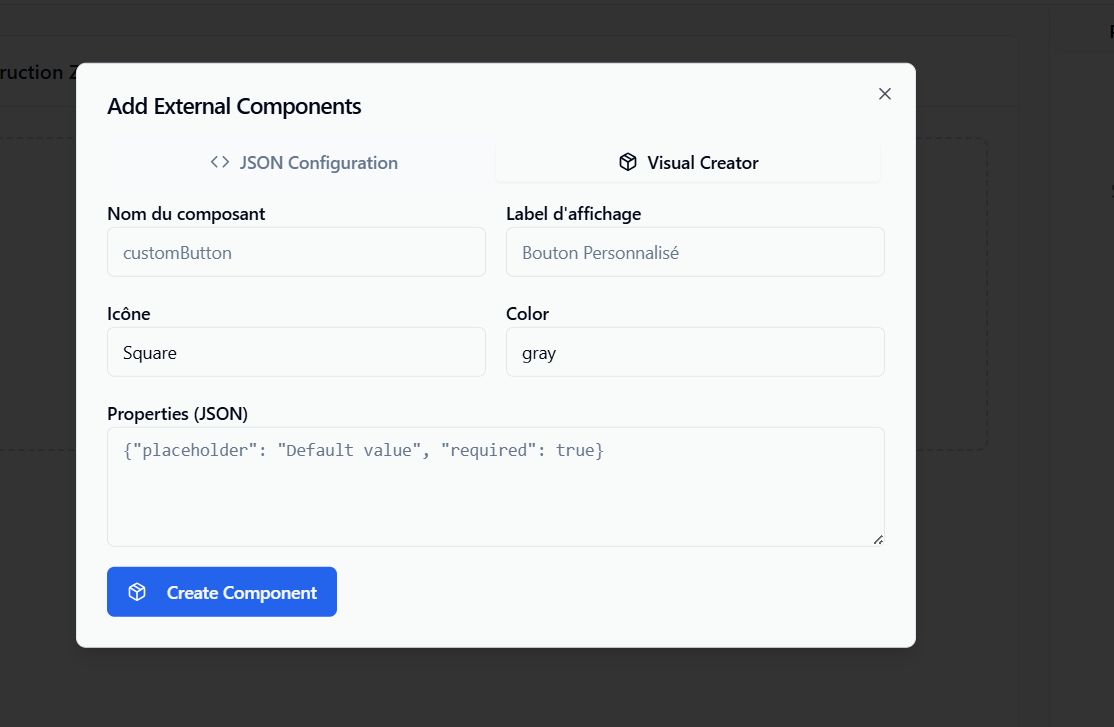 Add External Components
JSON Configuration
Visual Creator
Nom du composant
Label d'affichage
customButton
Bouton Personnalisé
Icône
Color
Square
gray
Properties (JSON)
{"placeholder": "Default value", "required": true}
Create Component